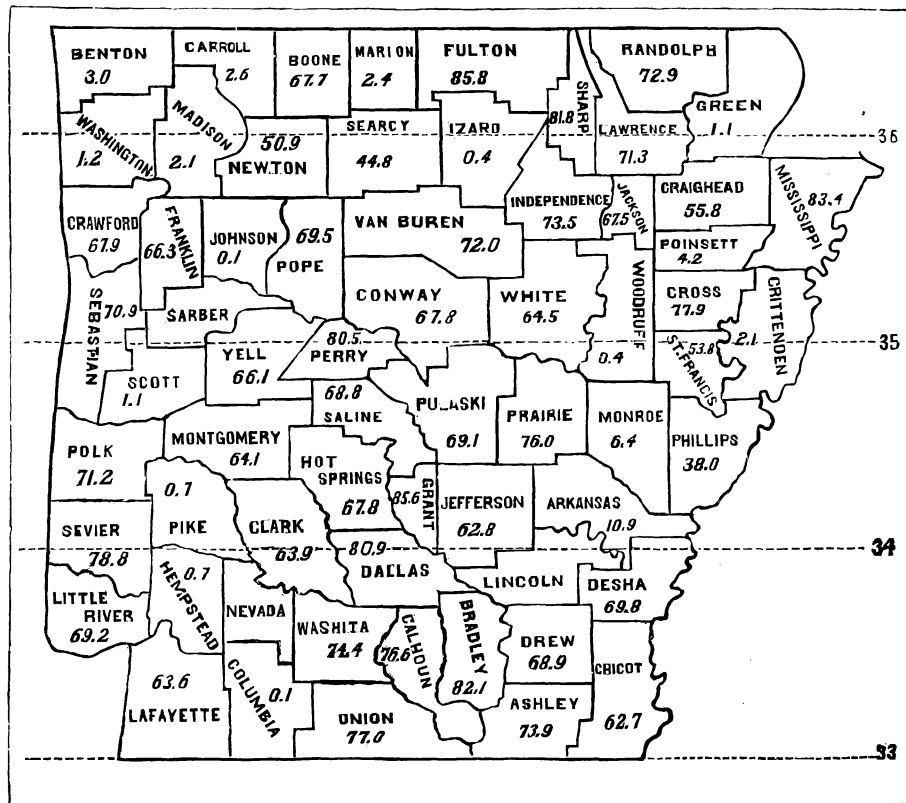 BENTON
3.0
CARROLL
2.6
BOONE
67.7
MARION
2.4
FULTON
85.8
SHARP
81.8
RANDOLPH
72.9
GREEN
1.1
WASHINGTON
1.2
MADISON
2.1
50.9
NEWTON
SEARCY
44.8
IZARD
0.4
LAWRENCE
71.3
36
CRAWFORD
67.9
FRANKLIN
66.3
JOHNSON
0.1
69.5
POPE
VAN BUREN
72.0
INDEPENDENCE
73.5
JACKSON
67.5
CRAIGHEAD
55.8
MISSISSIPPI
83.4
POINSETT
4.2
SEBASTIAN
70.9
SARBER
CONWAY
67.8
WHITE
64.5
WOODRUFF
0.4
CROSS
77.9
CRITTENDEN
2.1
SCOTT
1.1
YELL
66.1
80.5
PERRY
ST. FRANCIS
53.8
35
POLK
71.2
MONTGOMERY
64.1
68.8
SALINE
PULASKI
69.1
PRAIRIE
76.0
MONROE
6.4
PHILLIPS
38.0
HOT
SPRINGS
67.8
GRANT
85.6
JEFFERSON
62.8
ARKANSAS
10.9
SEVIER
78.8
0.7
PIKE
CLARK
63.9
80.9
DALLAS
34
LITTLE
RIVER
69.2
HEMPSTEAD
0.7
NEVADA
WASHITA
74.4
CALHOUN
76.6
BRADLEY
82.1
LINCOLN
DESHA
69.8
DREW
68.9
CHICOT
62.7
63.6
LAFAYETTE
COLUMBIA
0.1
UNION
77.0
ASHLEY
73.9
33